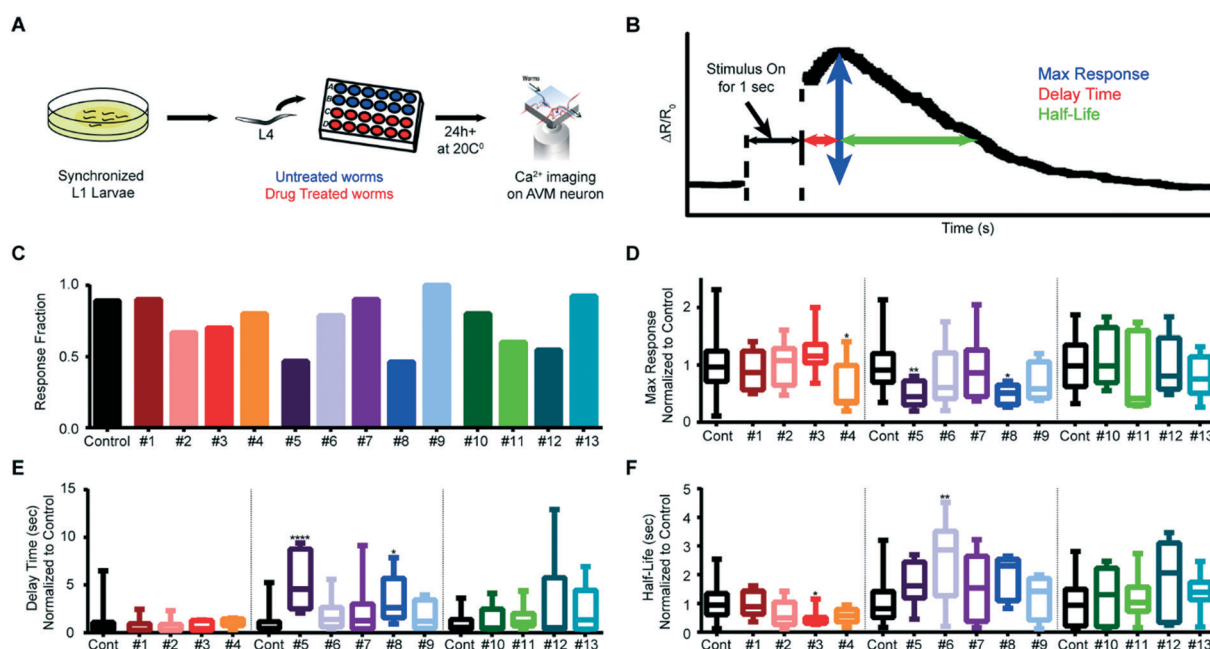 A
Synchronized
L1 Larvae
L4
A
B
C
D
Untreated worms
Drug Treated worms
24h+
at 20C⁰
Worms
Ca²⁺ imaging
on AVM neuron
B
ΔR/R₀
Stimulus On
for 1 sec
Max Response
Delay Time
Half-Life
Time (s)
C
Response Fraction
1.0
0.5
0.0
Control #1 #2 #3 #4 #5 #6 #7 #8 #9 #10 #11 #12 #13
D
Max Response
Normalized to Control
2
1
0
* ** *
Cont #1 #2 #3 #4 Cont #5 #6 #7 #8 #9 Cont #10 #11 #12 #13
E
Delay Time (sec)
Normalized to Control
15
10
5
0
**** *
Cont #1 #2 #3 #4 Cont #5 #6 #7 #8 #9 Cont #10 #11 #12 #13
F
Half-Life (sec)
Normalized to Control
5
4
3
2
1
0
* **
Cont #1 #2 #3 #4 Cont #5 #6 #7 #8 #9 Cont #10 #11 #12 #13